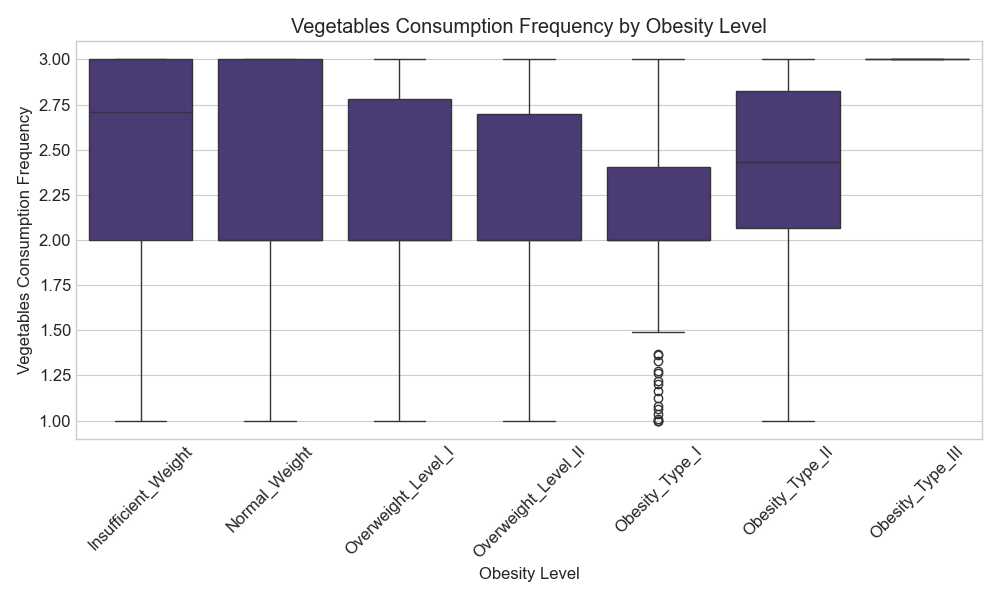 Vegetables Consumption Frequency by Obesity Level
Vegetables Consumption Frequency
3.00
2.75
2.50
2.25
2.00
1.75
1.50
1.25
1.00
Insufficient_Weight
Normal_Weight
Overweight_Level_I
Overweight_Level_II
Obesity_Type_I
Obesity_Type_II
Obesity_Type_III
Obesity Level